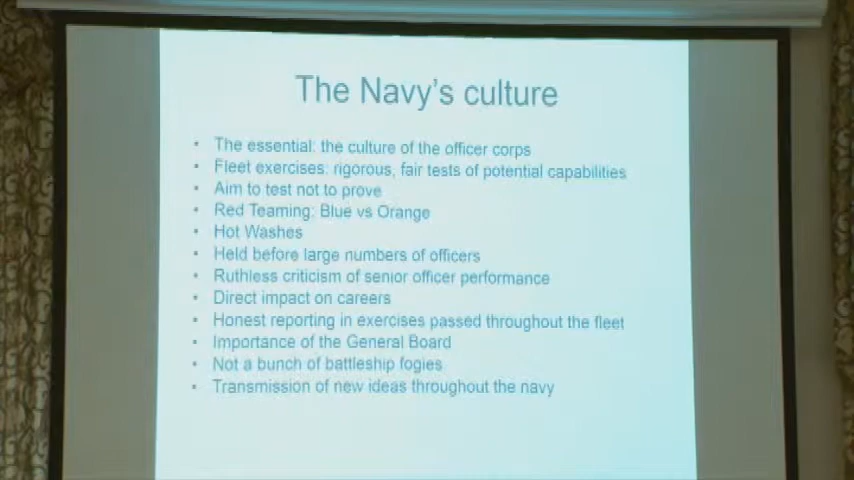 The Navy's culture
• The essential: the culture of the officer corps
• Fleet exercises: rigorous, fair tests of potential capabilities
• Aim to test not to prove
• Red Teaming: Blue vs Orange
• Hot Washes
• Held before large numbers of officers
• Ruthless criticism of senior officer performance
• Direct impact on careers
• Honest reporting in exercises passed throughout the fleet
• Importance of the General Board
• Not a bunch of battleship fogies
• Transmission of new ideas throughout the navy